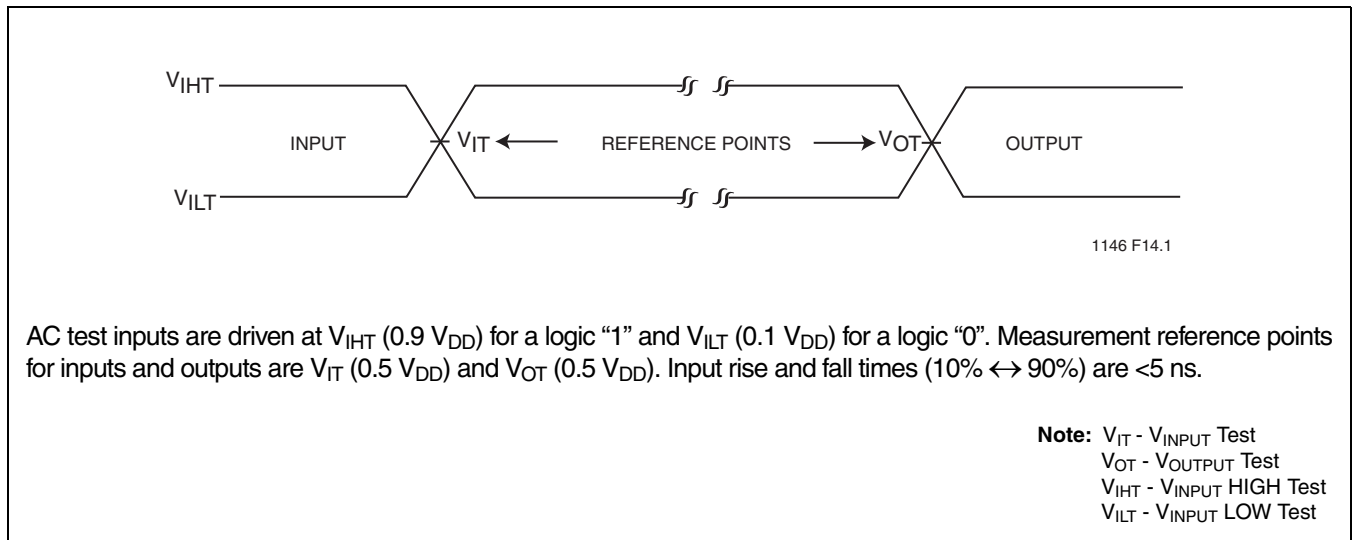 VIHT
INPUT VIT REFERENCE POINTS VOT OUTPUT
VILT
1146 F14.1
AC test inputs are driven at VIHT (0.9 VDD) for a logic “1” and VILT (0.1 VDD) for a logic “0”. Measurement reference points
for inputs and outputs are VIT (0.5 VDD) and VOT (0.5 VDD). Input rise and fall times (10% ↔ 90%) are <5 ns.
Note: VIT - VINPUT Test
VOT - VOUTPUT Test
VIHT - VINPUT HIGH Test
VILT - VINPUT LOW Test